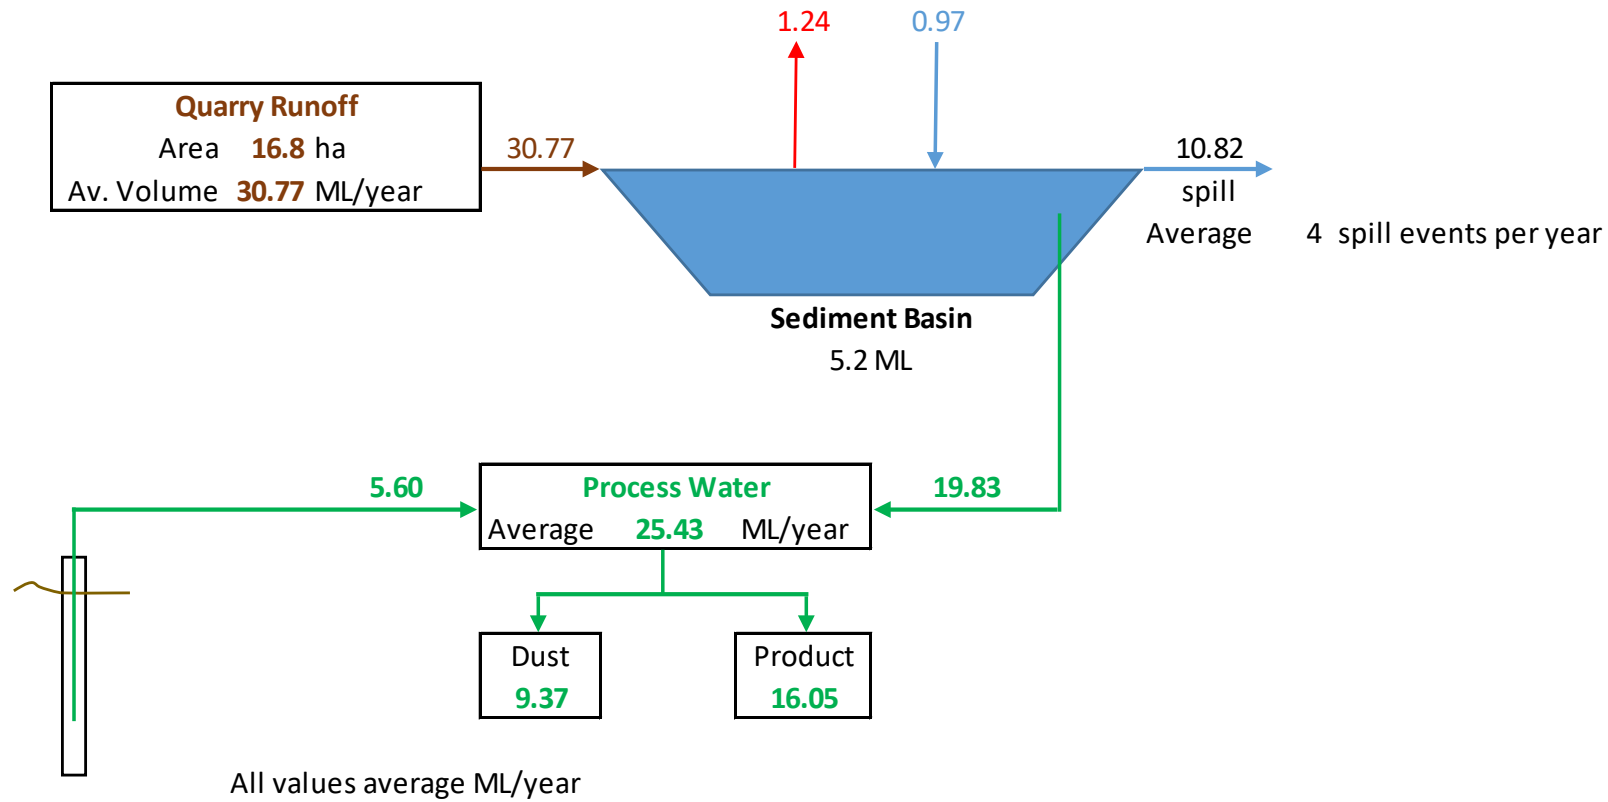 1.24 0.97
Quarry Runoff
Area 16.8 ha
Av. Volume 30.77 ML/year
30.77
10.82
spill
Average 4 spill events per year
Sediment Basin
5.2 ML
5.60
Process Water
Average 25.43 ML/year
19.83
Dust
9.37
Product
16.05
All values average ML/year